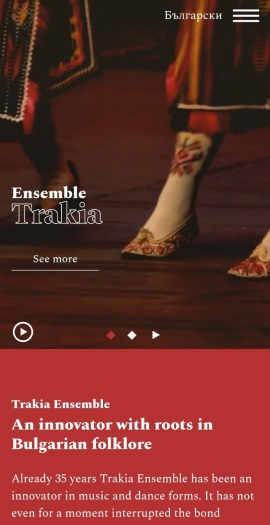 Български
Ensemble
Trakia
See more
Trakia Ensemble
An innovator with roots in
Bulgarian folklore
Already 35 years Trakia Ensemble has been an
innovator in music and dance forms. It has not
even for a moment interrupted the bond